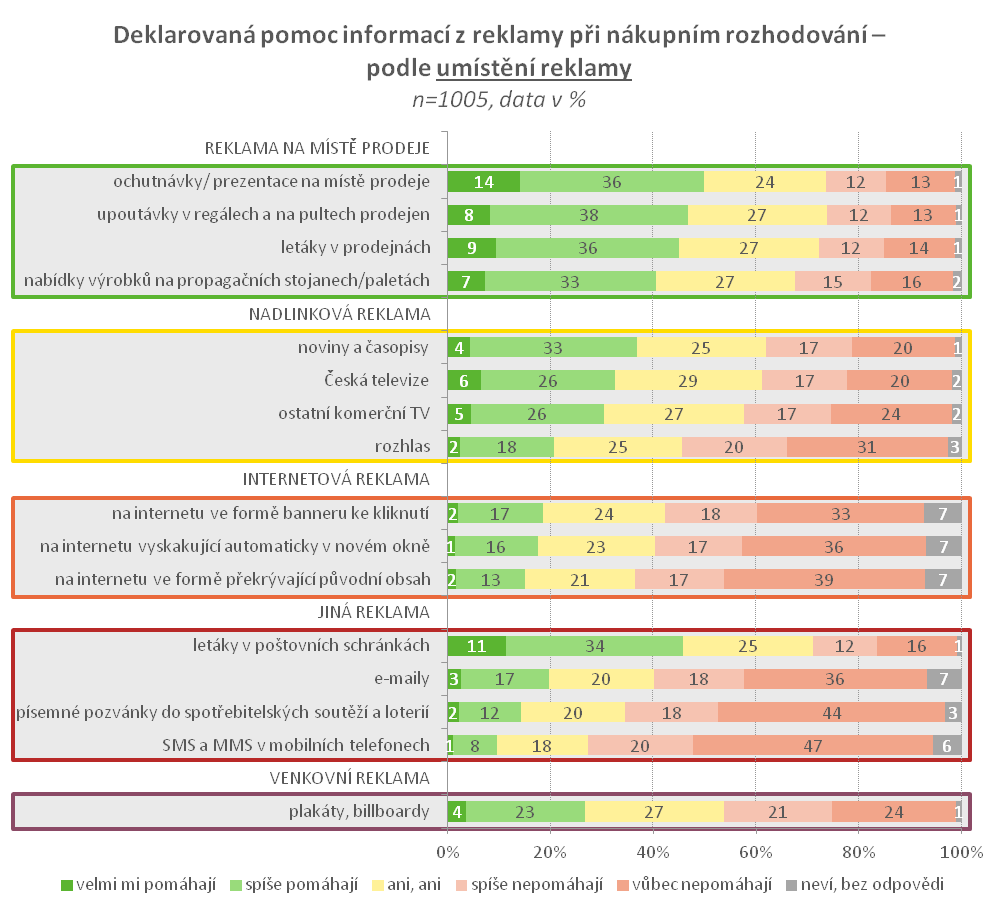 Deklarovaná pomoc informací z reklamy při nákupním rozhodování –
podle umístění reklamy
n=1005, data v %
REKLAMA NA MÍSTĚ PRODEJE
ochutnávky/ prezentace na místě prodeje 14 36 24 12 13 1
upoutávky v regálech a na pultech prodejen 8 38 27 12 13 1
letáky v prodejnách 9 36 27 12 14 1
nabídky výrobků na propagačních stojanech/paletách 7 33 27 15 16 2
NADLINKOVÁ REKLAMA
noviny a časopisy 4 33 25 17 20 1
Česká televize 6 26 29 17 20 2
ostatní komerční TV 5 26 27 17 24 2
rozhlas 2 18 25 20 31 3
INTERNETOVÁ REKLAMA
na internetu ve formě banneru ke kliknutí 2 17 24 18 33 7
na internetu vyskakující automaticky v novém okně 1 16 23 17 36 7
na internetu ve formě překrývající původní obsah 2 13 21 17 39 7
JINÁ REKLAMA
letáky v poštovních schránkách 11 34 25 12 16 1
e-maily 3 17 20 18 36 7
písemné pozvánky do spotřebitelských soutěží a loterií 2 12 20 18 44 3
SMS a MMS v mobilních telefonech 1 8 18 20 47 6
VENKOVNÍ REKLAMA
plakáty, billboardy 4 23 27 21 24 1
0% 20% 40% 60% 80% 100%
velmi mi pomáhají spíše pomáhají ani, ani spíše nepomáhají vůbec nepomáhají neví, bez odpovědi